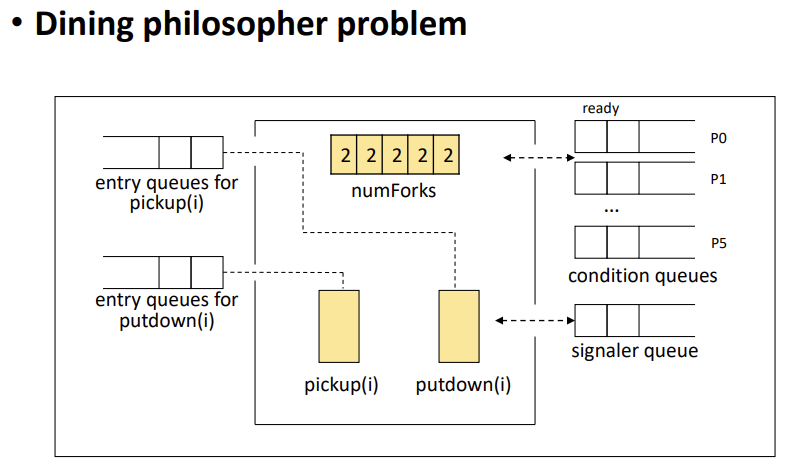 • Dining philosopher problem
ready
P0
2 2 2 2 2
numForks
P1
entry queues for
pickup(i)
...
P5
condition queues
entry queues for
putdown(i)
signaler queue
pickup(i)
putdown(i)